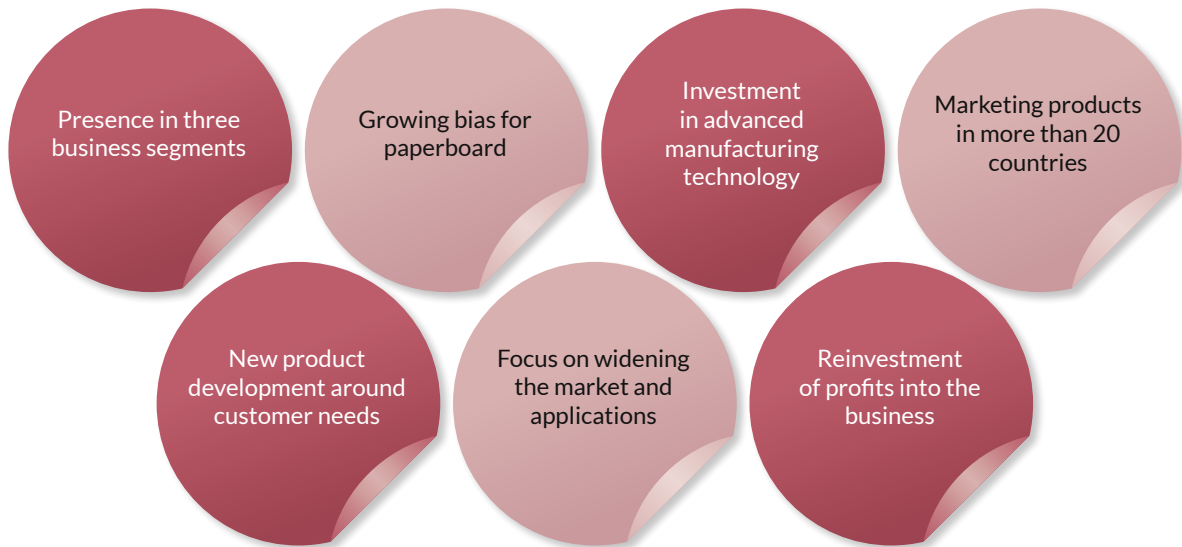 Presence in three
business segments
Growing bias for
paperboard
Investment
in advanced
manufacturing
technology
Marketing products
in more than 20
countries
New product
development around
customer needs
Focus on widening
the market and
applications
Reinvestment
of profits into the
business